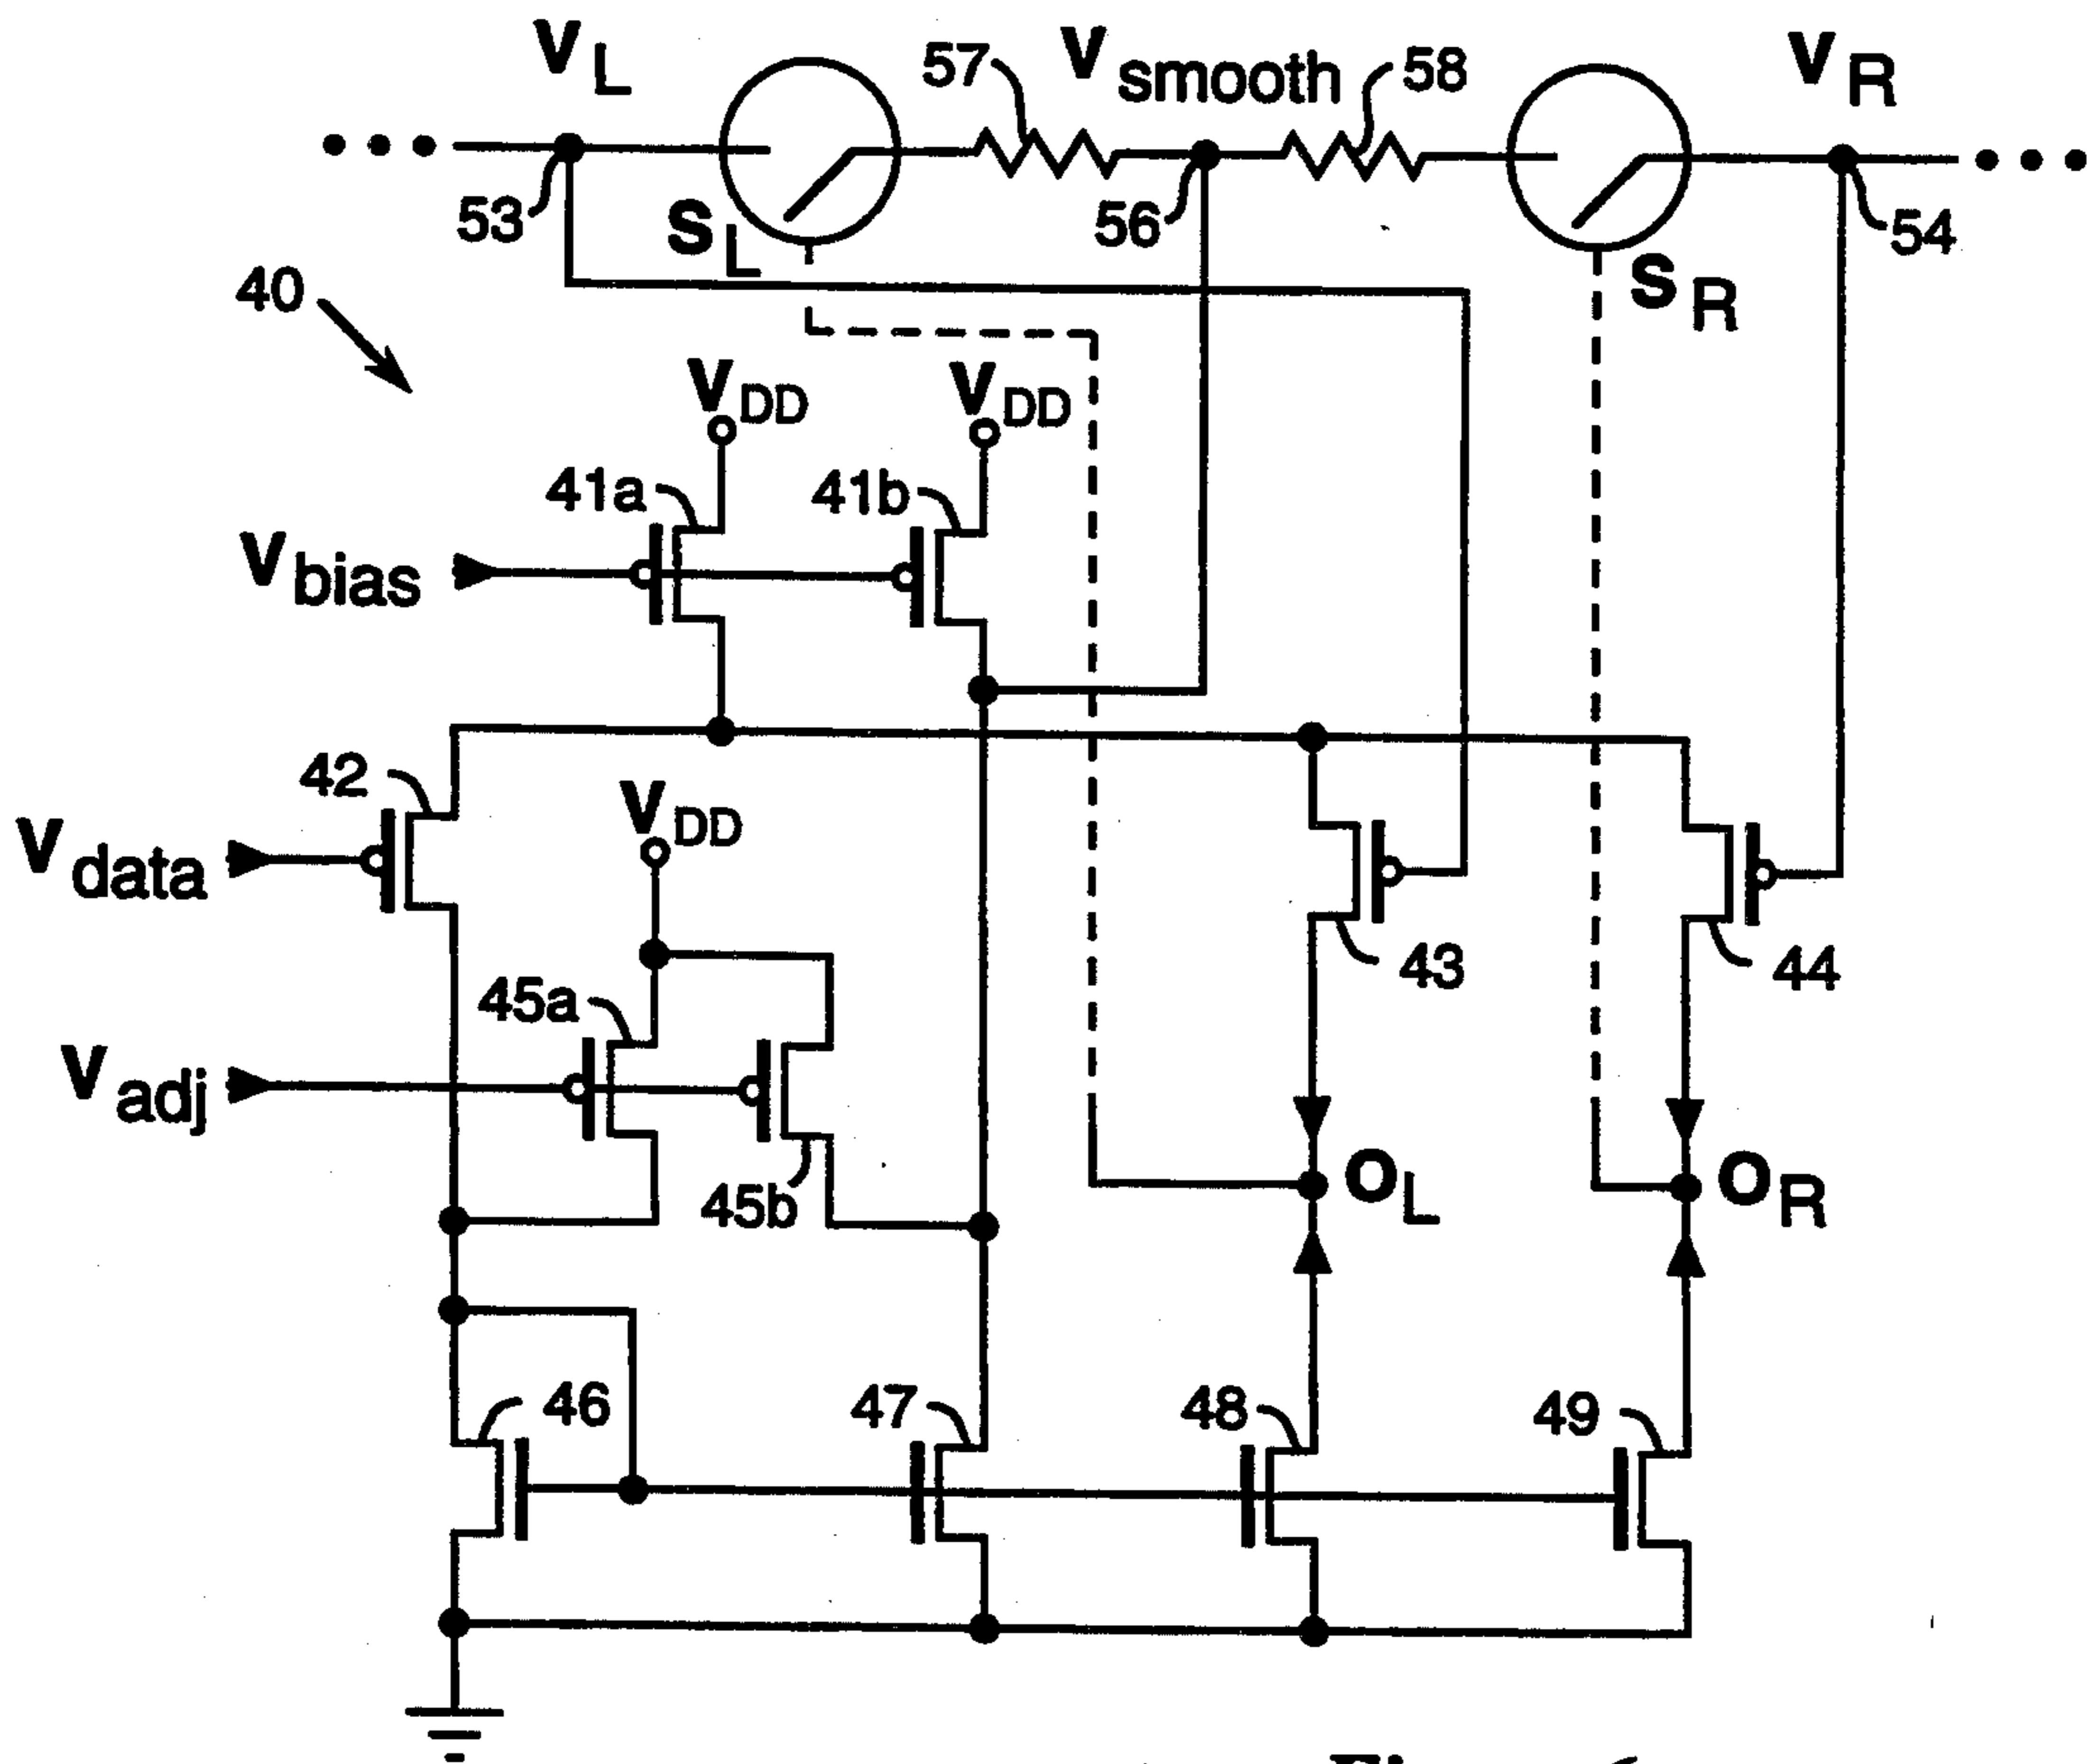 VL
57
Vsmooth
58
VR
53
SL
56
SR
54
40
VDD
VDD
41a
41b
Vbias
42
VDD
Vdata
43
44
45a
Vadj
45b
OL
OR
46
47
48
49